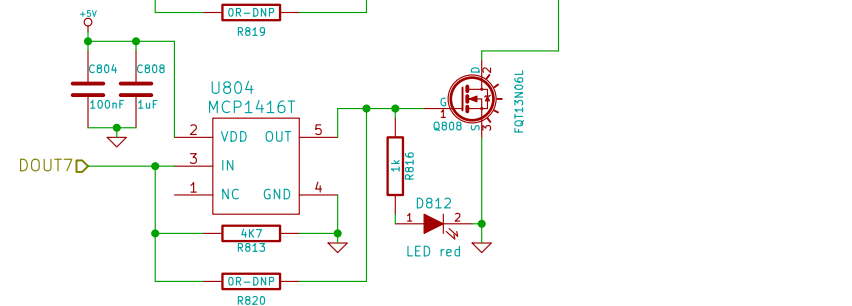 +5V
0R-DNP
R819
C804
C808
100nF
1uF
U804
MCP1416T
2
VDD
OUT
5
DOUT7
3
IN
1
NC
GND
4
4K7
R813
0R-DNP
R820
1k
R816
D812
1
2
LED red
D
2
G
1
Q808
S
3
FQT13N06L